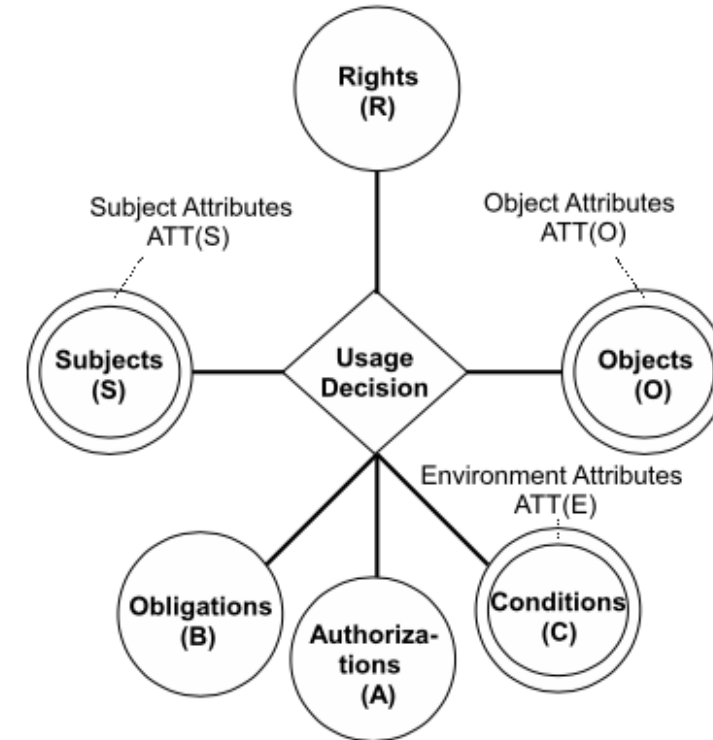 Rights
(R)
Subject Attributes
ATT(S)
Object Attributes
ATT(O)
Subjects
(S)
Usage
Decision
Objects
(O)
Environment Attributes
ATT(E)
Obligations
(B)
Authoriza-
tions
(A)
Conditions
(C)